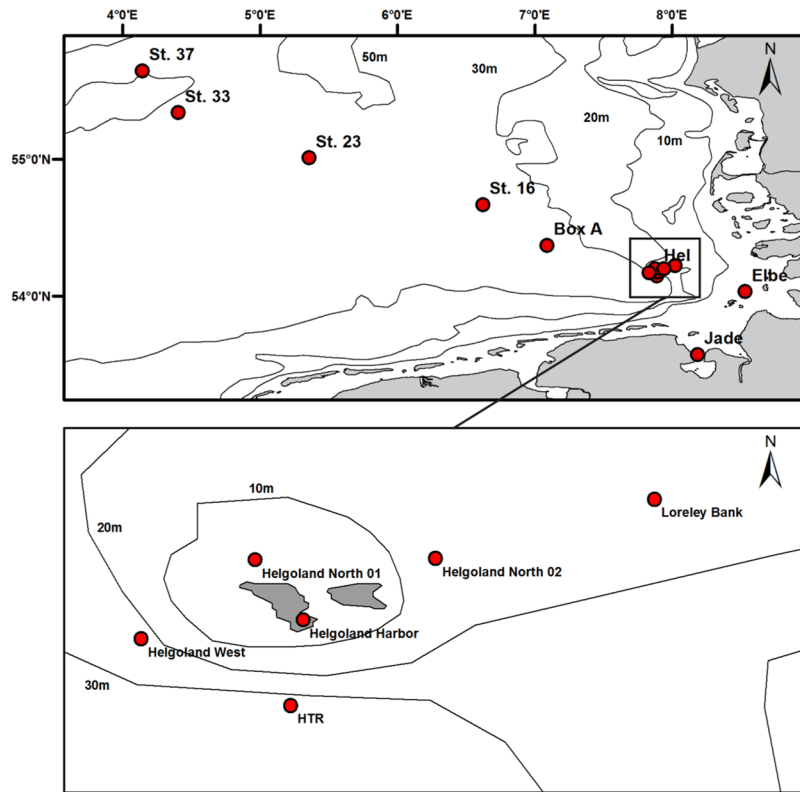 4°0'E 5°0'E 6°0'E 7°0'E 8°0'E
N
St. 37
50m
30m
St. 33
20m
St. 23
10m
55°0'N
St. 16
Box A
Hel
Elbe
54°0'N
Jade
N
10m
Loreley Bank
20m
Helgoland North 01
Helgoland North 02
Helgoland Harbor
Helgoland West
30m
HTR